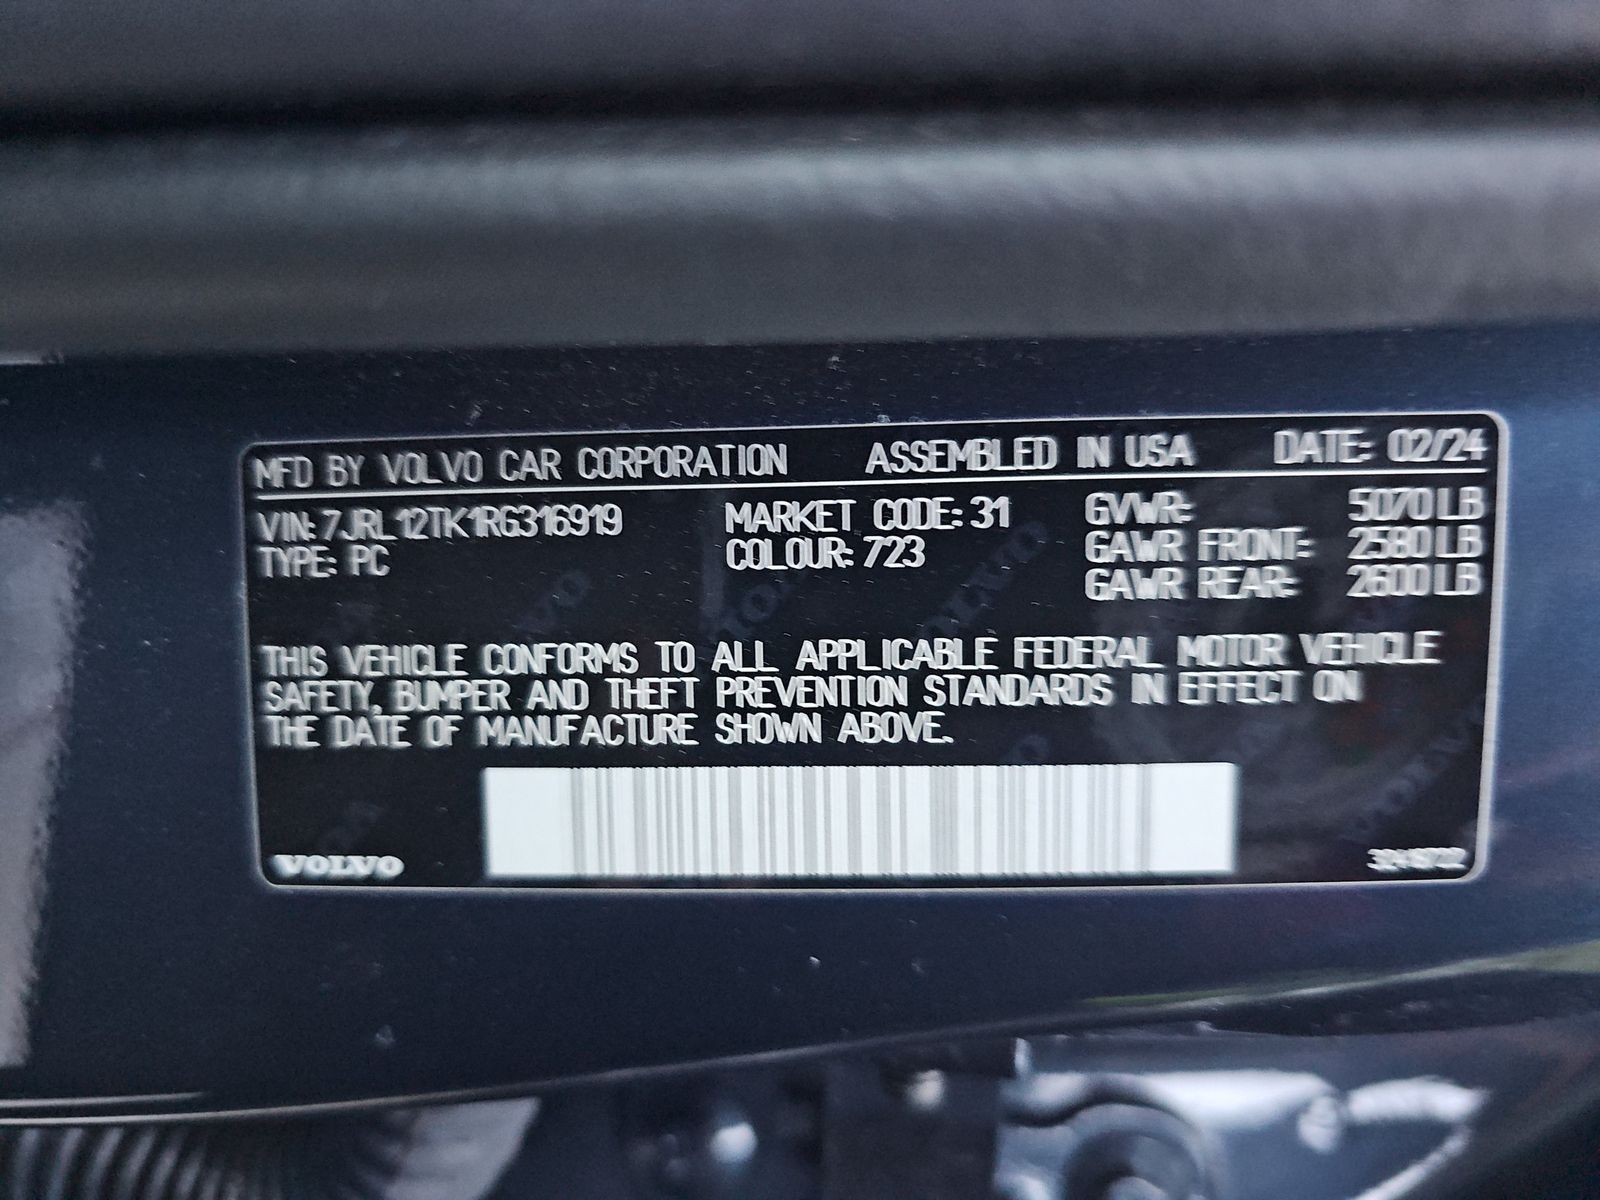 MFD BY VOLVO CAR CORPORATION ASSEMBLED IN USA DATE: 02/24
VIN: 7JRL12TK1RG316919 MARKET CODE: 31 GVWR: 5070 LB
TYPE: PC COLOUR: 723 GAWR FRONT: 2580 LB
GAWR REAR: 2600 LB
THIS VEHICLE CONFORMS TO ALL APPLICABLE FEDERAL MOTOR VEHICLE
SAFETY, BUMPER AND THEFT PREVENTION STANDARDS IN EFFECT ON
THE DATE OF MANUFACTURE SHOWN ABOVE.
VOLVO